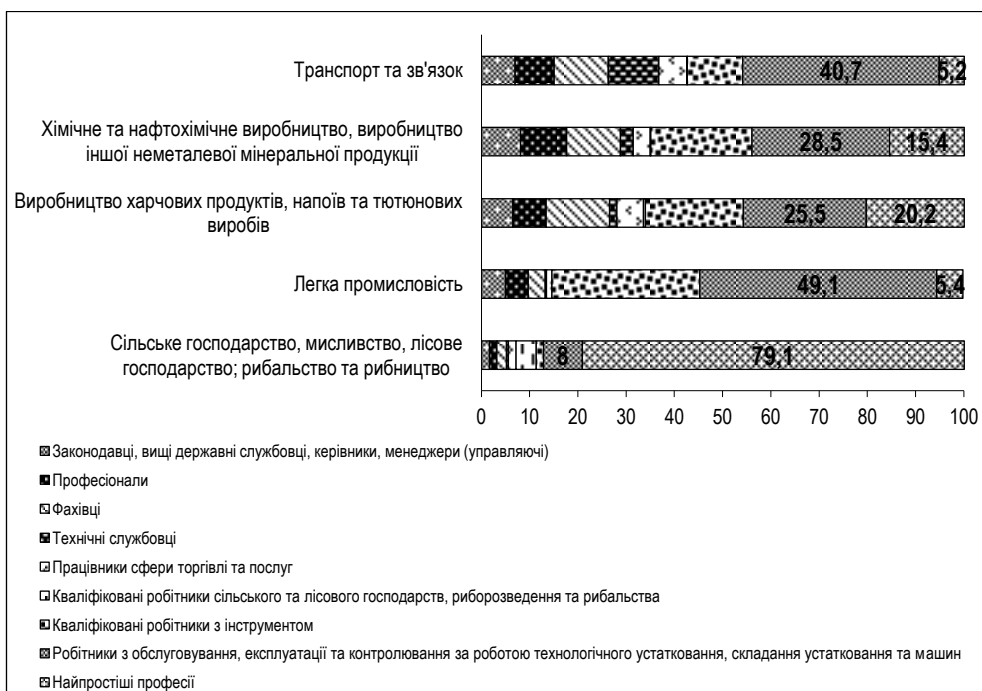 Транспорт та зв'язок
40,7
5,2
Хімічне та нафтохімічне виробництво, виробництво
іншої неметалевої мінеральної продукції
28,5
15,4
Виробництво харчових продуктів, напоїв та тютюнових
виробів
25,5
20,2
Легка промисловість
49,1
5,4
Сільське господарство, мисливство, лісове
господарство; рибальство та рибництво
8
79,1
0 10 20 30 40 50 60 70 80 90 100
Законодавці, вищі державні службовці, керівники, менеджери (управляючі)
Професіонали
Фахівці
Технічні службовці
Працівники сфери торгівлі та послуг
Кваліфіковані робітники сільського та лісового господарств, риборозведення та рибальства
Кваліфіковані робітники з інструментом
Робітники з обслуговування, експлуатації та контролювання за роботою технологічного устатковання, складання устатковання та машин
Найпростіші професії